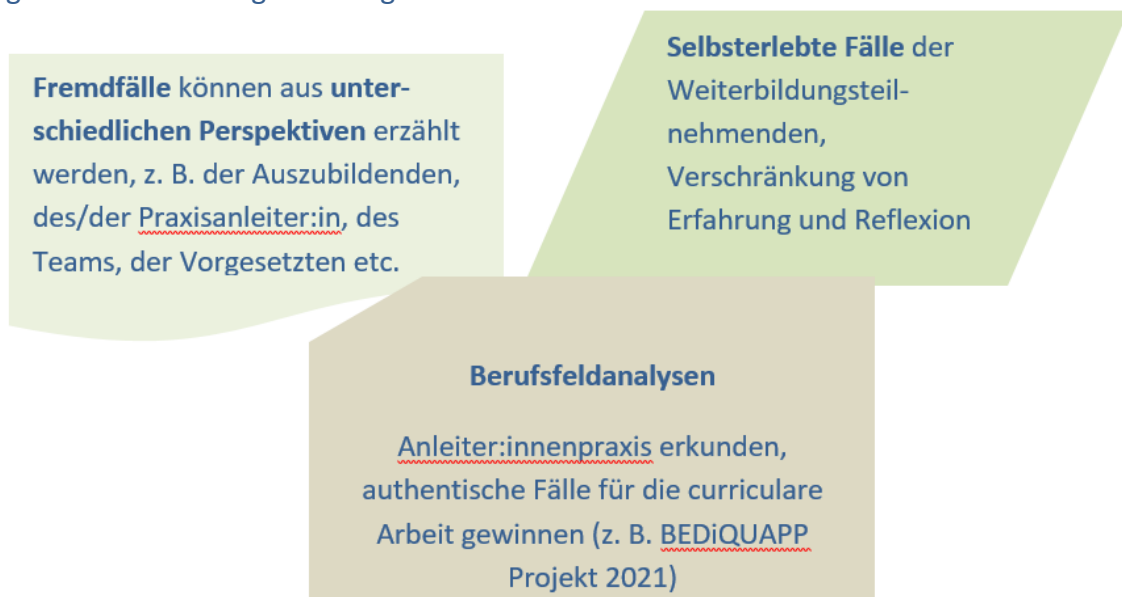 Fremdfälle können aus unter-
schiedlichen Perspektiven erzählt
werden, z. B. der Auszubildenden,
des/der Praxisanleiter:in, des
Teams, der Vorgesetzten etc.
Selbsterlebte Fälle der
Weiterbildungsteil-
nehmenden,
Verschränkung von
Erfahrung und Reflexion
Berufsfeldanalysen
Anleiter:innenpraxis erkunden,
authentische Fälle für die curriculare
Arbeit gewinnen (z. B. BEDiQUAPP
Projekt 2021)